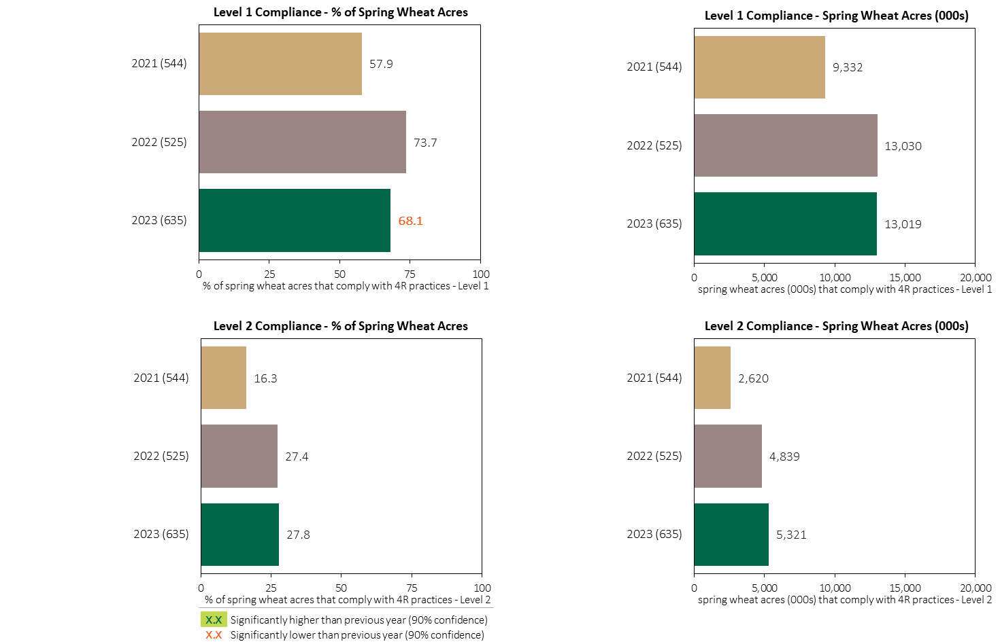 Level 1 Compliance - % of Spring Wheat Acres
2021 (544)
57.9
2022 (525)
73.7
2023 (635)
68.1
0 25 50 75 100
% of spring wheat acres that comply with 4R practices - Level 1
Level 1 Compliance - Spring Wheat Acres (000s)
2021 (544)
9,332
2022 (525)
13,030
2023 (635)
13,019
0 5,000 10,000 15,000 20,000
spring wheat acres (000s) that comply with 4R practices - Level 1
Level 2 Compliance - % of Spring Wheat Acres
2021 (544)
16.3
2022 (525)
27.4
2023 (635)
27.8
0 25 50 75 100
% of spring wheat acres that comply with 4R practices - Level 2
X.X Significantly higher than previous year (90% confidence)
X.X Significantly lower than previous year (90% confidence)
Level 2 Compliance - Spring Wheat Acres (000s)
2021 (544)
2,620
2022 (525)
4,839
2023 (635)
5,321
0 5,000 10,000 15,000 20,000
spring wheat acres (000s) that comply with 4R practices - Level 2